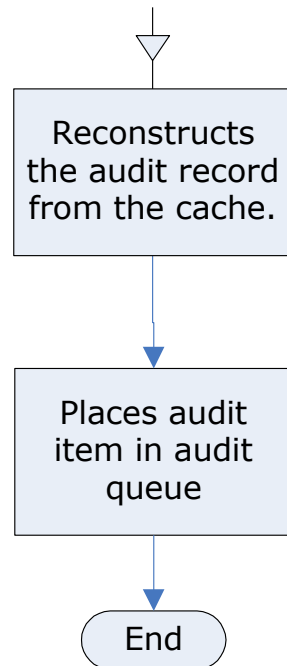 Reconstructs
the audit record
from the cache.
Places audit
item in audit
queue
End